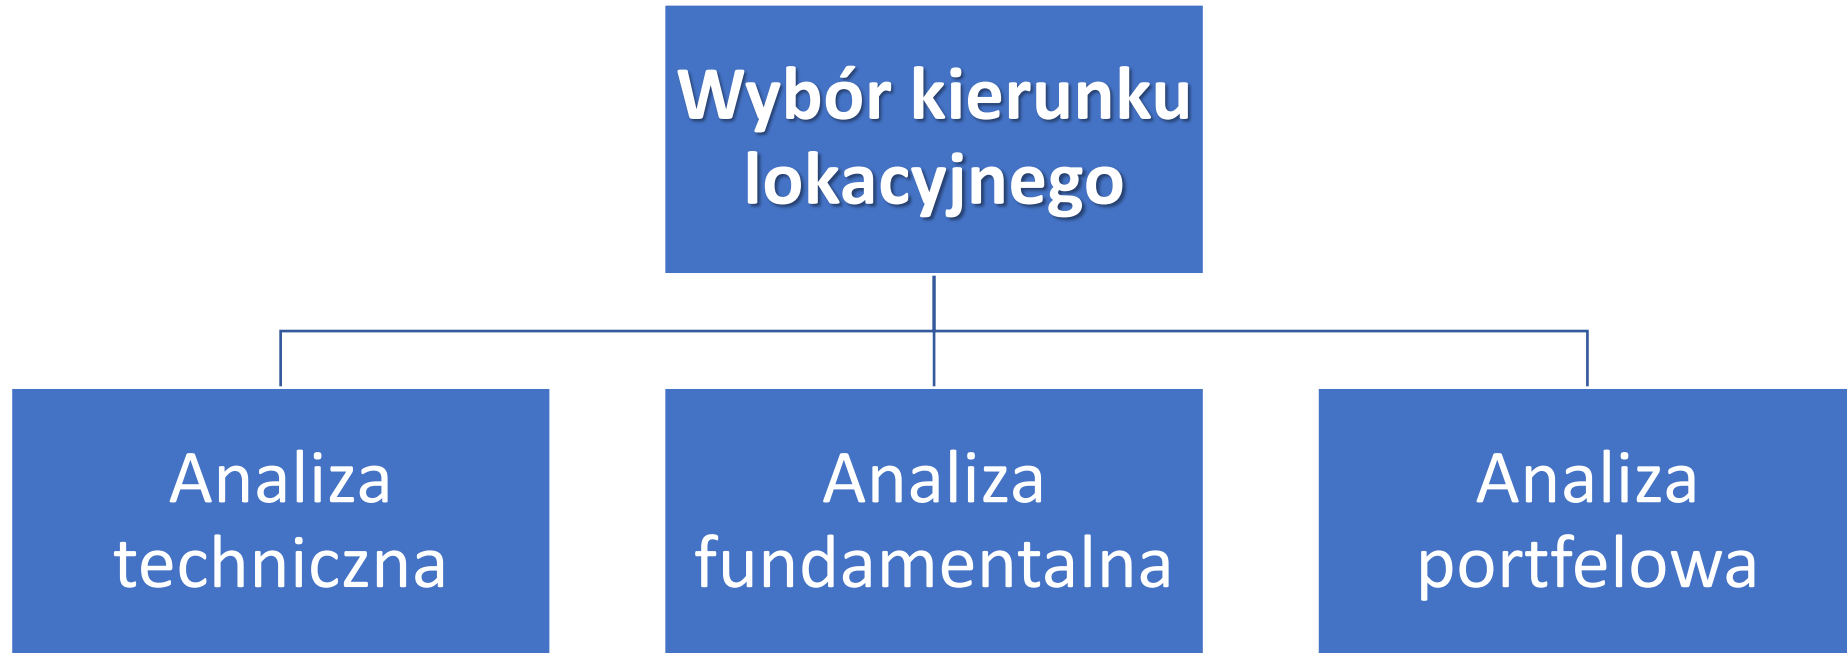 Wybór kierunku
lokacyjnego
Analiza
techniczna
Analiza
fundamentalna
Analiza
portfelowa